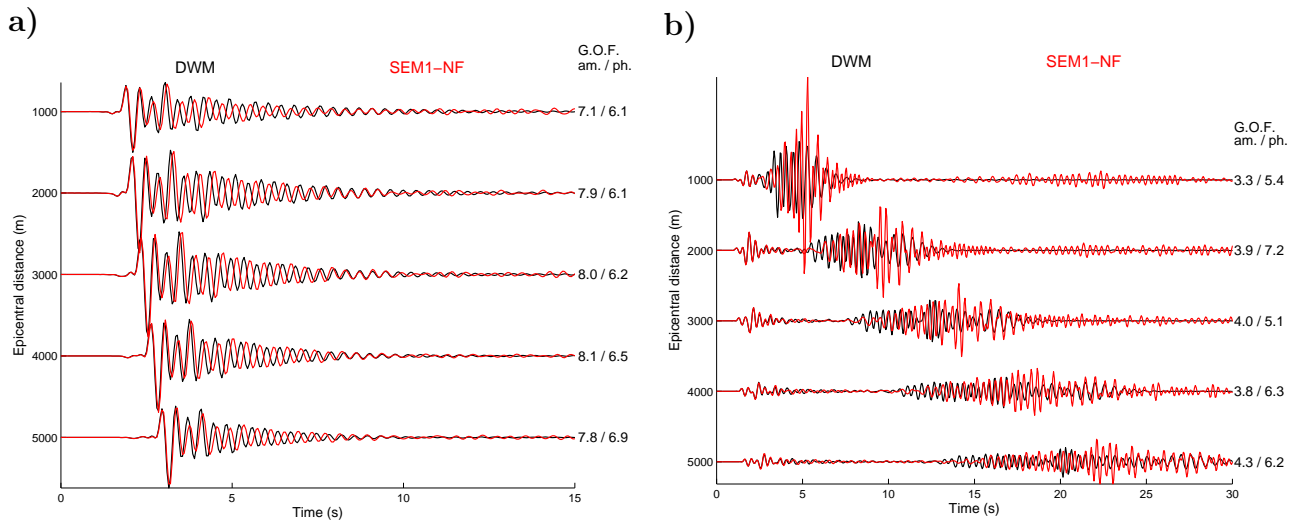 a)
G.O.F.
DWM SEM1−NF am. / ph.
1000 7.1 / 6.1
2000 7.9 / 6.1
3000 8.0 / 6.2
4000 8.1 / 6.5
5000 7.8 / 6.9
Epicentral distance (m)
0 5 10 15
Time (s)
b)
DWM SEM1−NF
G.O.F.
am. / ph.
1000 3.3 / 5.4
2000 3.9 / 7.2
3000 4.0 / 5.1
4000 3.8 / 6.3
5000 4.3 / 6.2
Epicentral distance (m)
0 5 10 15 20 25 30
Time (s)